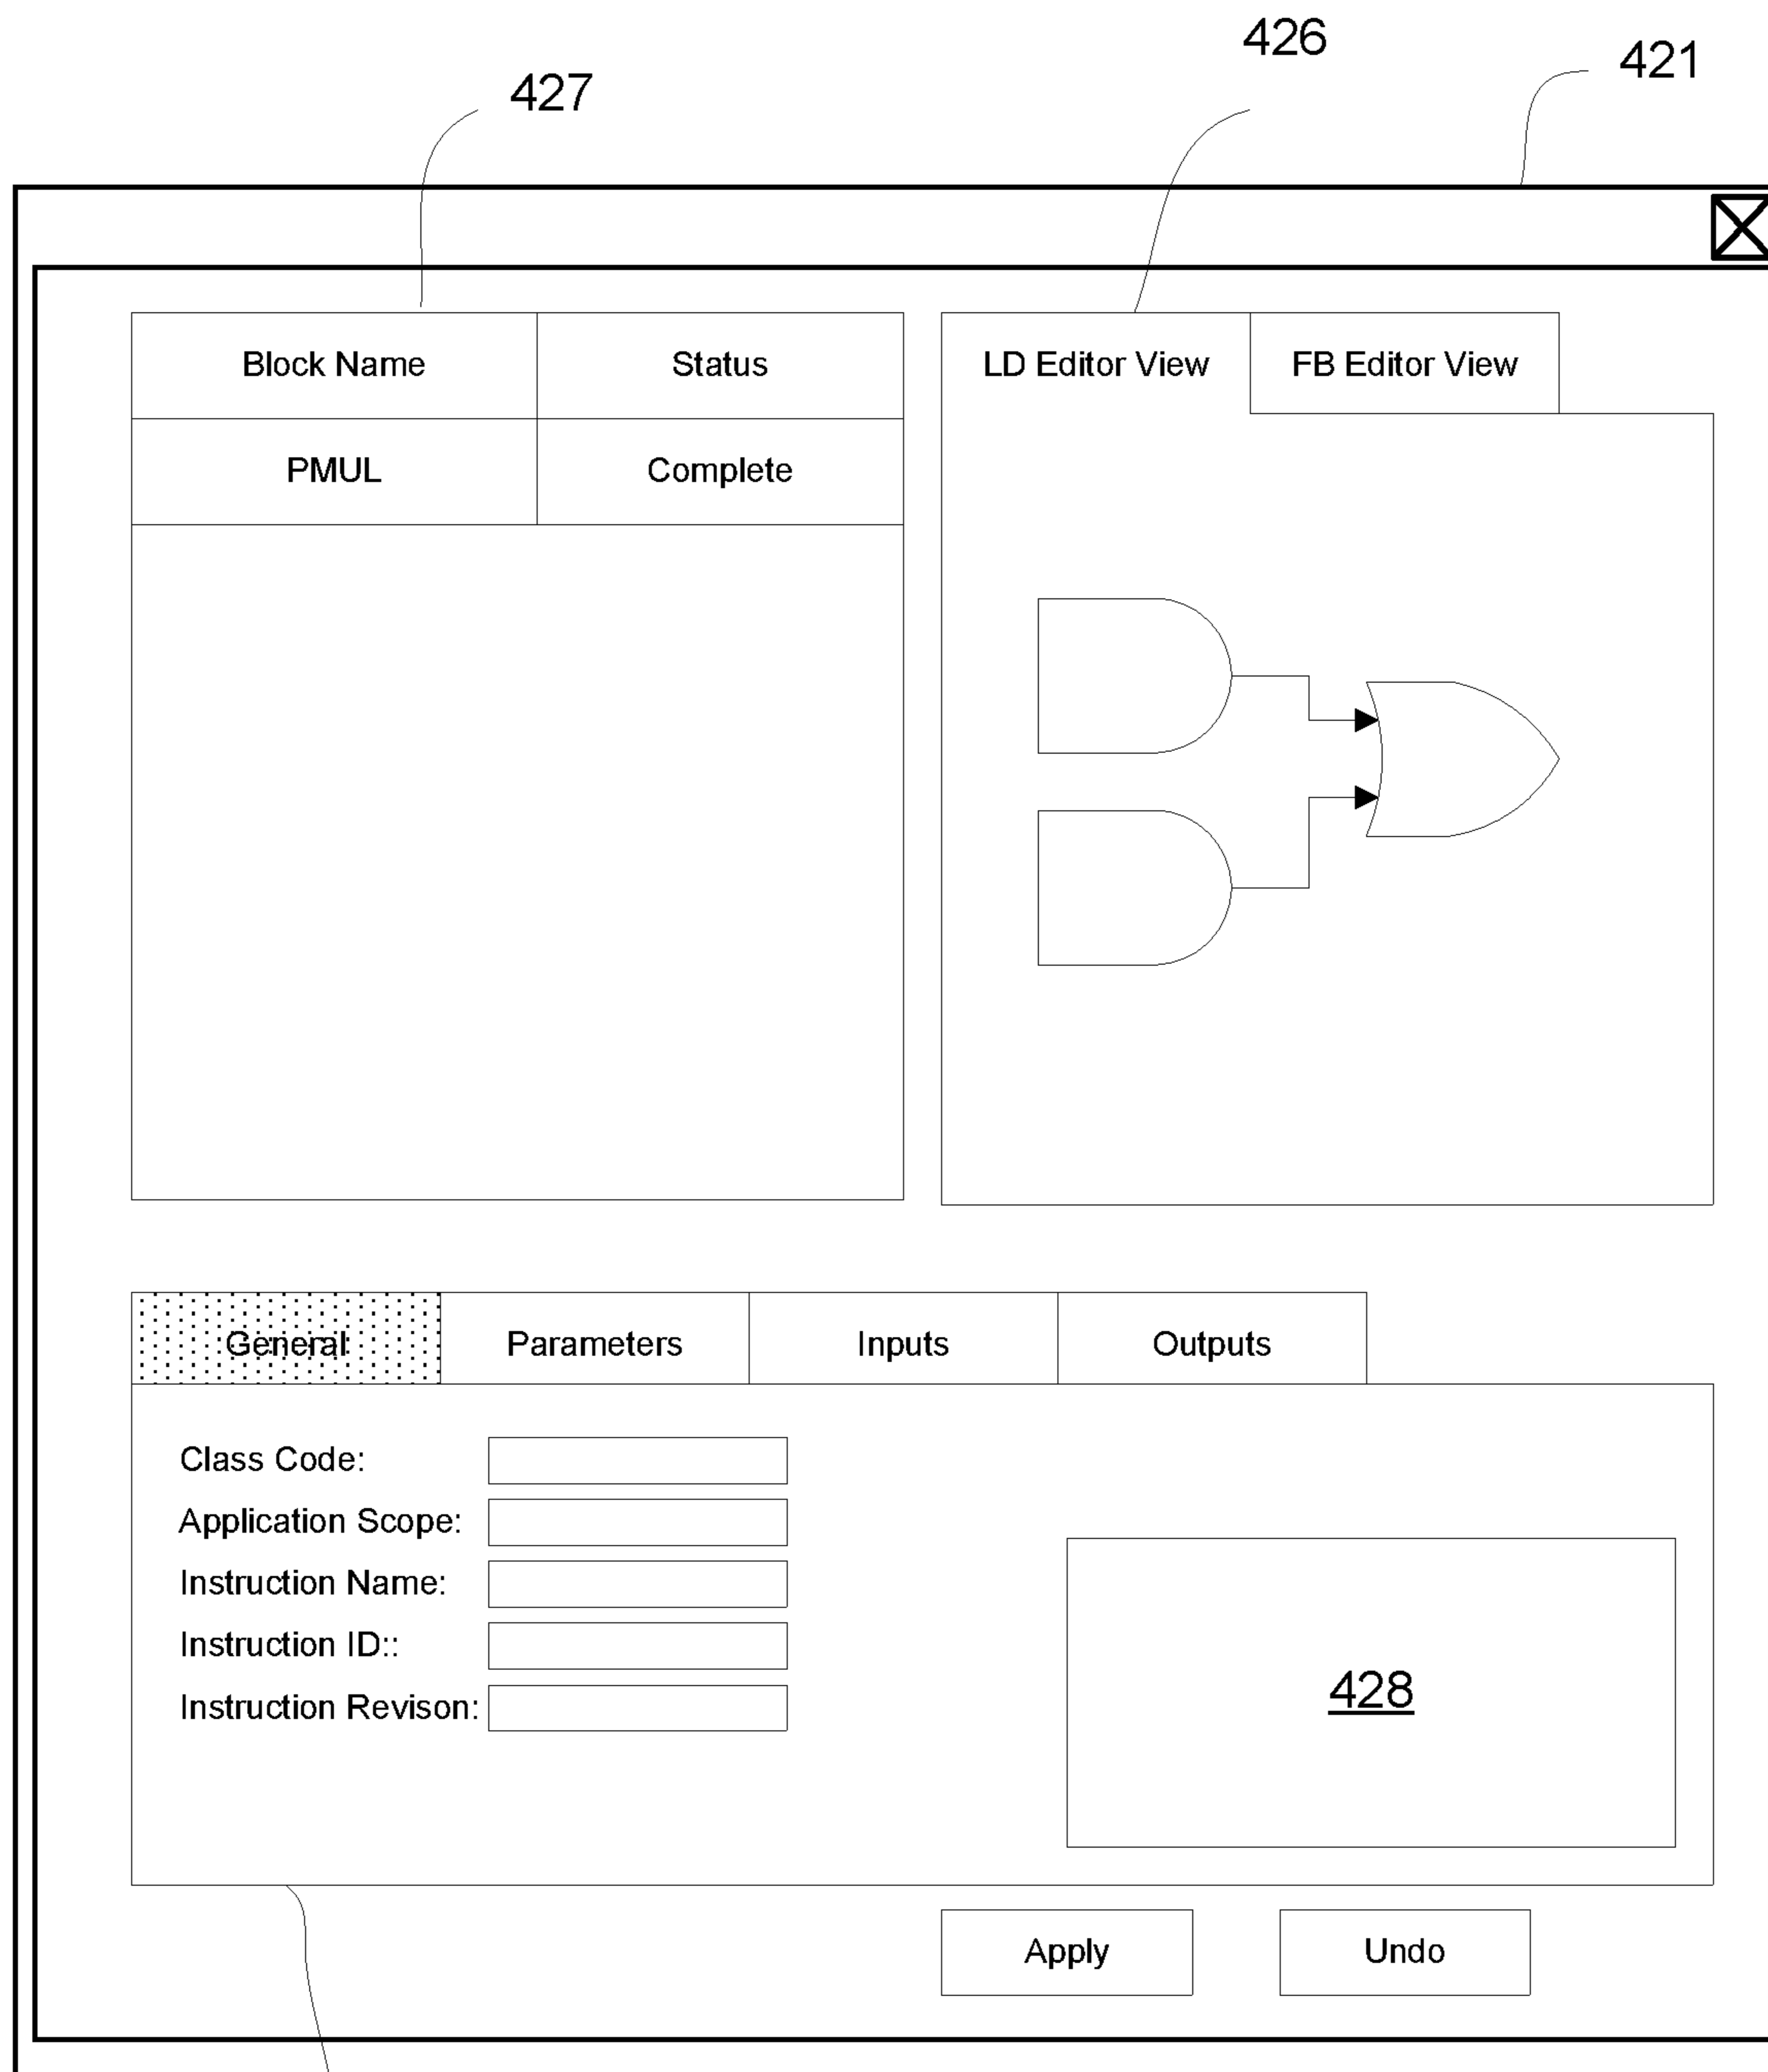 426
421
427
Block Name Status
PMUL Complete
LD Editor View FB Editor View
General Parameters Inputs Outputs
Class Code:
Application Scope:
Instruction Name:
Instruction ID::
Instruction Revison:
428
Apply Undo